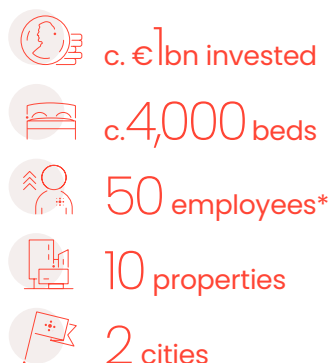 c. €1bn invested
c.4,000 beds
50 employees*
10 properties
2 cities